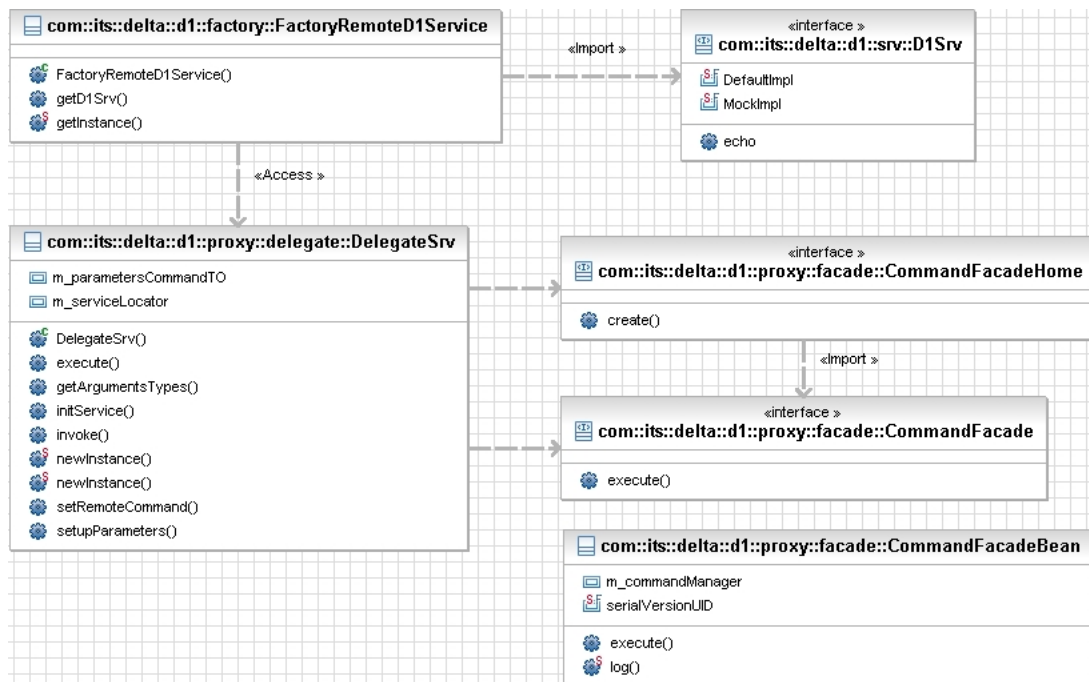 com::its::delta::d1::factory::FactoryRemoteD1Service
FactoryRemoteD1Service()
getD1Srv()
getInstance()
«Import »
«interface »
com::its::delta::d1::srv::D1Srv
DefaultImpl
MockImpl
echo
«Access »
com::its::delta::d1::proxy::delegate::DelegateSrv
m_parametersCommandTO
m_serviceLocator
DelegateSrv()
execute()
getArgumentsTypes()
initService()
invoke()
newInstance()
newInstance()
setRemoteCommand()
setupParameters()
«interface »
com::its::delta::d1::proxy::facade::CommandFacadeHome
create()
«Import »
«interface »
com::its::delta::d1::proxy::facade::CommandFacade
execute()
com::its::delta::d1::proxy::facade::CommandFacadeBean
m_commandManager
serialVersionUID
execute()
log()